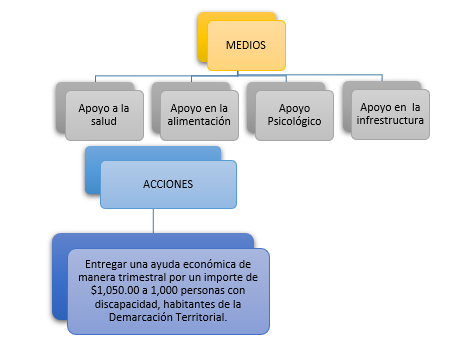 MEDIOS
Apoyo a la
salud
Apoyo en la
alimentación
Apoyo
Psicológico
Apoyo en  la
infrestructura
ACCIONES
Entregar una ayuda económica de
manera trimestral por un importe de
$1,050.00 a 1,000 personas con
discapacidad, habitantes de la
Demarcación Territorial.